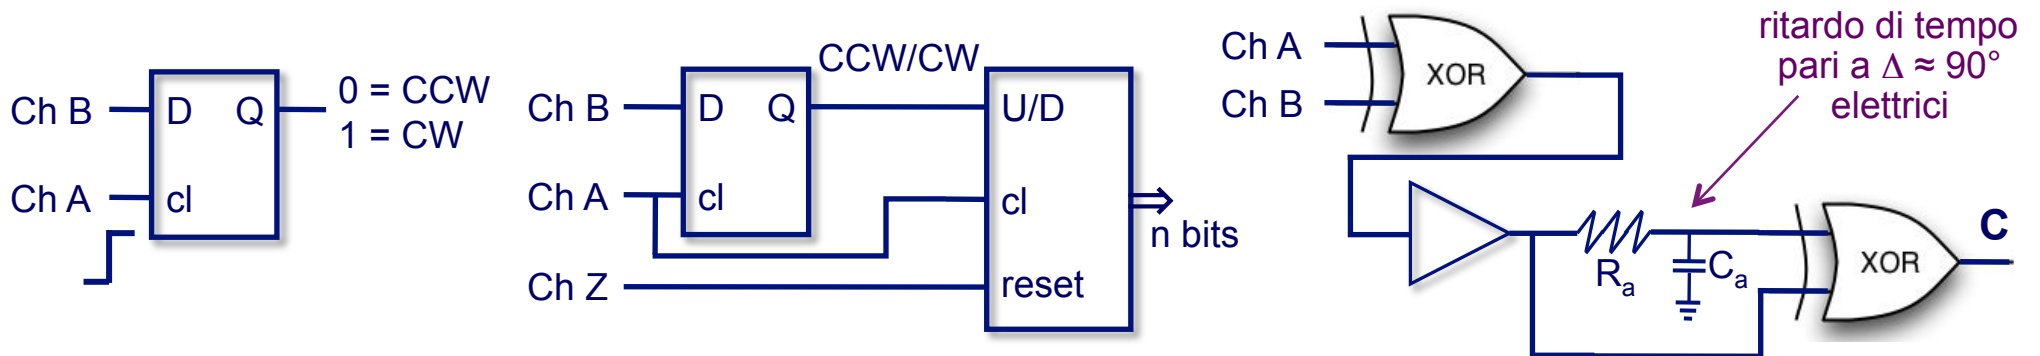 Ch B
D
Q
0 = CCW
1 = CW
Ch A
cl
CCW/CW
Ch B
D
Q
U/D
Ch A
cl
cl
n bits
Ch Z
reset
Ch A
Ch B
XOR
ritardo di tempo
pari a Δ ≈ 90°
elettrici
Rₐ
Cₐ
XOR
C